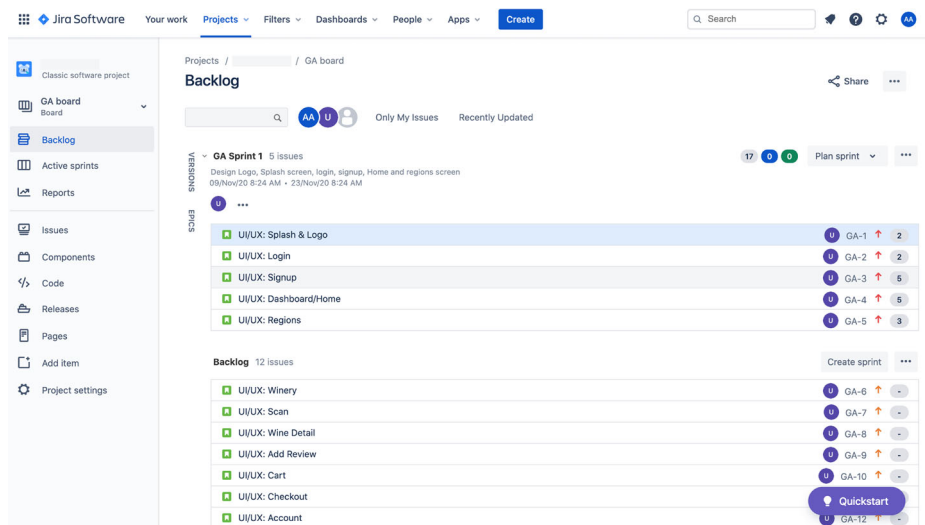 Jira Software Your work Projects Filters Dashboards People Apps Create Search AA
Classic software project
GA board
Board
Backlog
Active sprints
Reports
Issues
Components
Code
Releases
Pages
Add item
Project settings
Projects / / GA board
Backlog
Share
AA U Only My Issues Recently Updated
VERSIONS
EPICS
GA Sprint 1 5 issues 17 0 0 Plan sprint
Design Logo, Splash screen, login, signup, Home and regions screen
09/Nov/20 8:24 AM • 23/Nov/20 8:24 AM
U
UI/UX: Splash & Logo U GA-1 2
UI/UX: Login U GA-2 2
UI/UX: Signup U GA-3 5
UI/UX: Dashboard/Home U GA-4 5
UI/UX: Regions U GA-5 3
Backlog 12 issues Create sprint
UI/UX: Winery U GA-6 -
UI/UX: Scan U GA-7 -
UI/UX: Wine Detail U GA-8 -
UI/UX: Add Review U GA-9 -
UI/UX: Cart U GA-10 -
UI/UX: Checkout
Quickstart
UI/UX: Account U GA-12 -